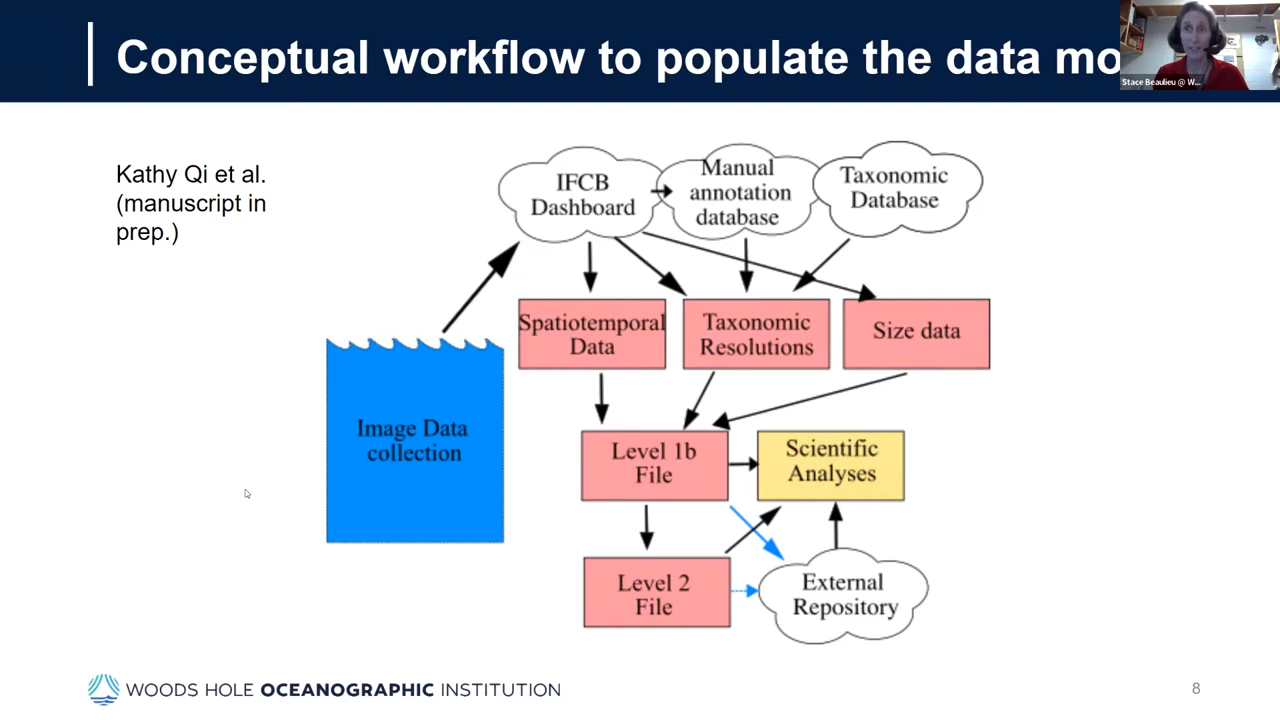 Conceptual workflow to populate the data mo
Stace Beaulieu @ W...
Kathy Qi et al.
(manuscript in
prep.)
IFCB
Dashboard
Manual
annotation
database
Taxonomic
Database
Spatiotemporal
Data
Taxonomic
Resolutions
Size data
Image Data
collection
Level 1b
File
Scientific
Analyses
Level 2
File
External
Repository
WOODS HOLE OCEANOGRAPHIC INSTITUTION
8